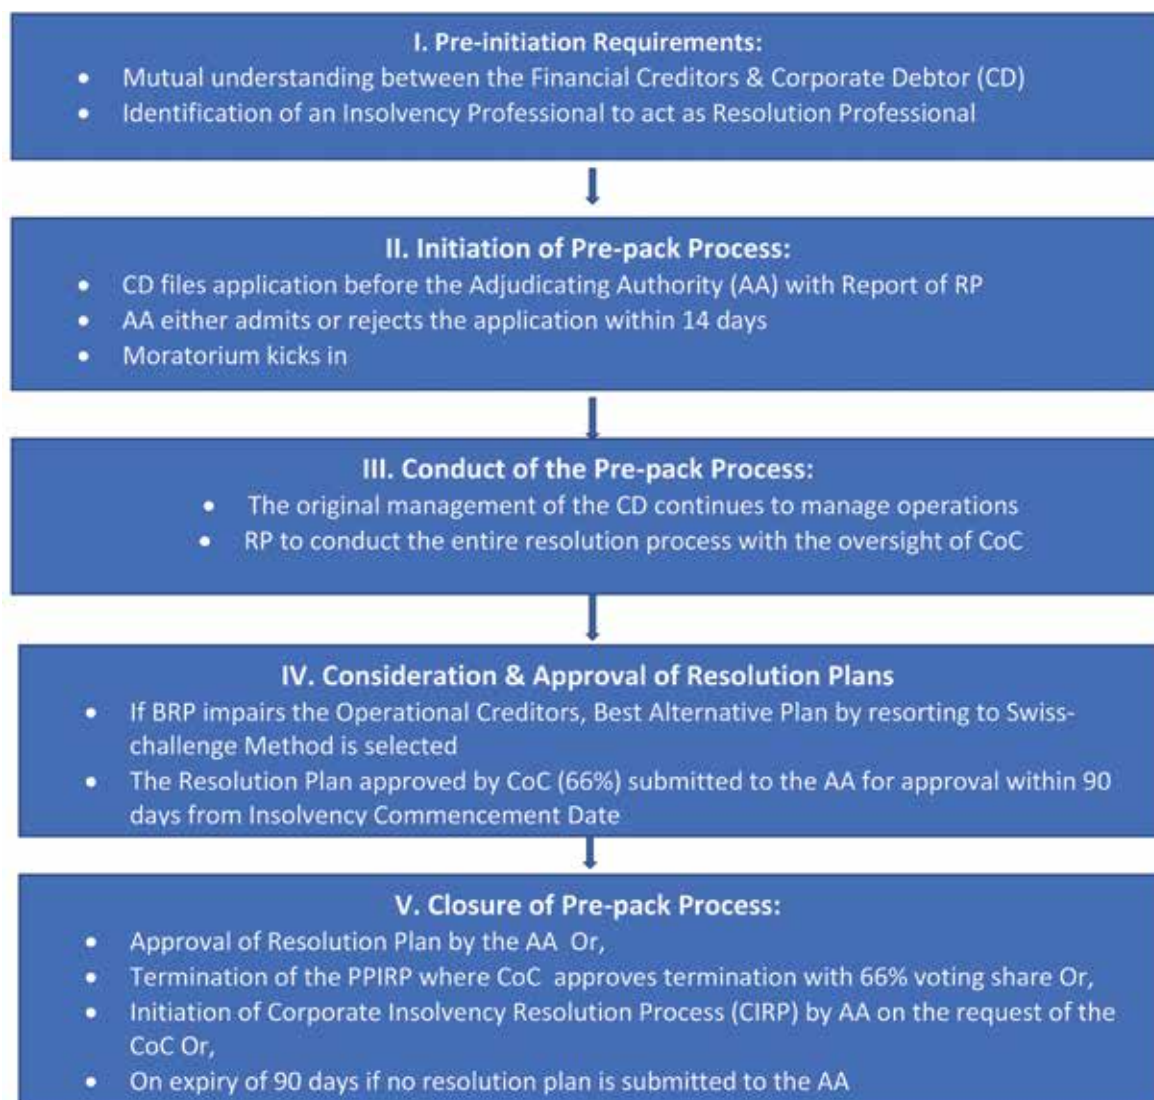 I. Pre-initiation Requirements:
• Mutual understanding between the Financial Creditors & Corporate Debtor (CD)
• Identification of an Insolvency Professional to act as Resolution Professional
II. Initiation of Pre-pack Process:
• CD files application before the Adjudicating Authority (AA) with Report of RP
• AA either admits or rejects the application within 14 days
• Moratorium kicks in
III. Conduct of the Pre-pack Process:
• The original management of the CD continues to manage operations
• RP to conduct the entire resolution process with the oversight of CoC
IV. Consideration & Approval of Resolution Plans
• If BRP impairs the Operational Creditors, Best Alternative Plan by resorting to Swiss-
challenge Method is selected
• The Resolution Plan approved by CoC (66%) submitted to the AA for approval within 90
days from Insolvency Commencement Date
V. Closure of Pre-pack Process:
• Approval of Resolution Plan by the AA Or,
• Termination of the PPIRP where CoC approves termination with 66% voting share Or,
• Initiation of Corporate Insolvency Resolution Process (CIRP) by AA on the request of the
CoC Or,
• On expiry of 90 days if no resolution plan is submitted to the AA